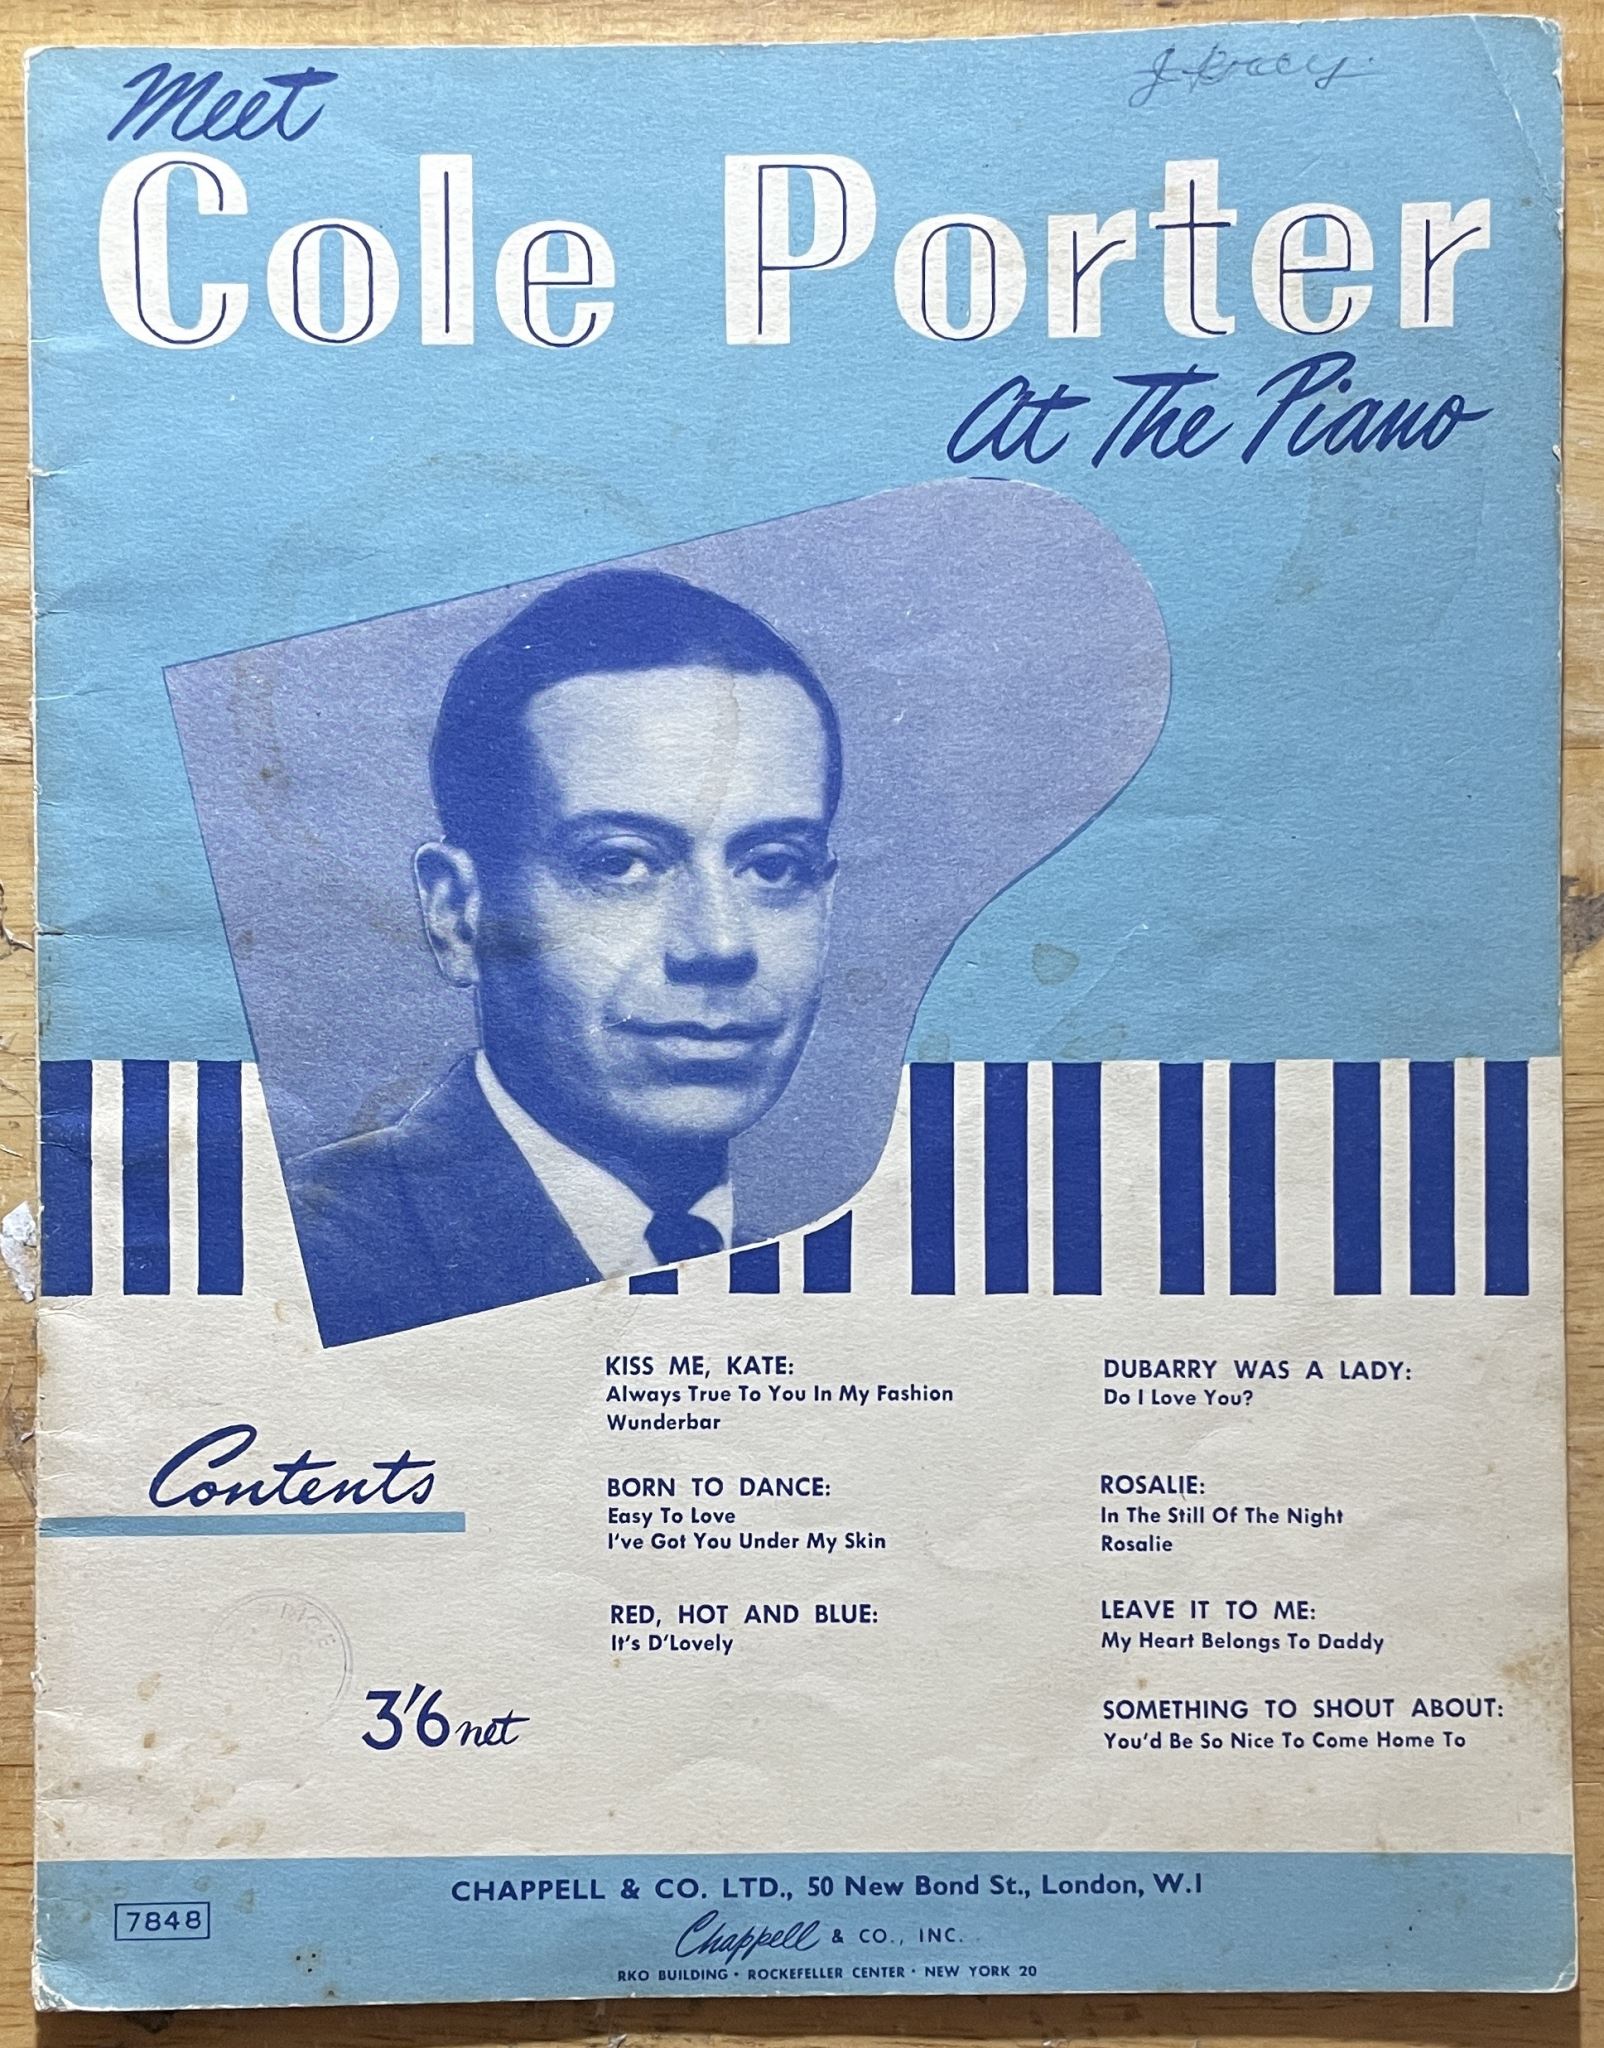 Meet
Cole Porter
At The Piano
Contents
3'6 net
KISS ME, KATE:
Always True To You In My Fashion
Wunderbar
BORN TO DANCE:
Easy To Love
I've Got You Under My Skin
RED, HOT AND BLUE:
It's D'Lovely
DUBARRY WAS A LADY:
Do I Love You?
ROSALIE:
In The Still Of The Night
Rosalie
LEAVE IT TO ME:
My Heart Belongs To Daddy
SOMETHING TO SHOUT ABOUT:
You'd Be So Nice To Come Home To
CHAPPELL & CO. LTD., 50 New Bond St., London, W.1
7848
Chappell & CO., INC.
RKO BUILDING · ROCKEFELLER CENTER · NEW YORK 20